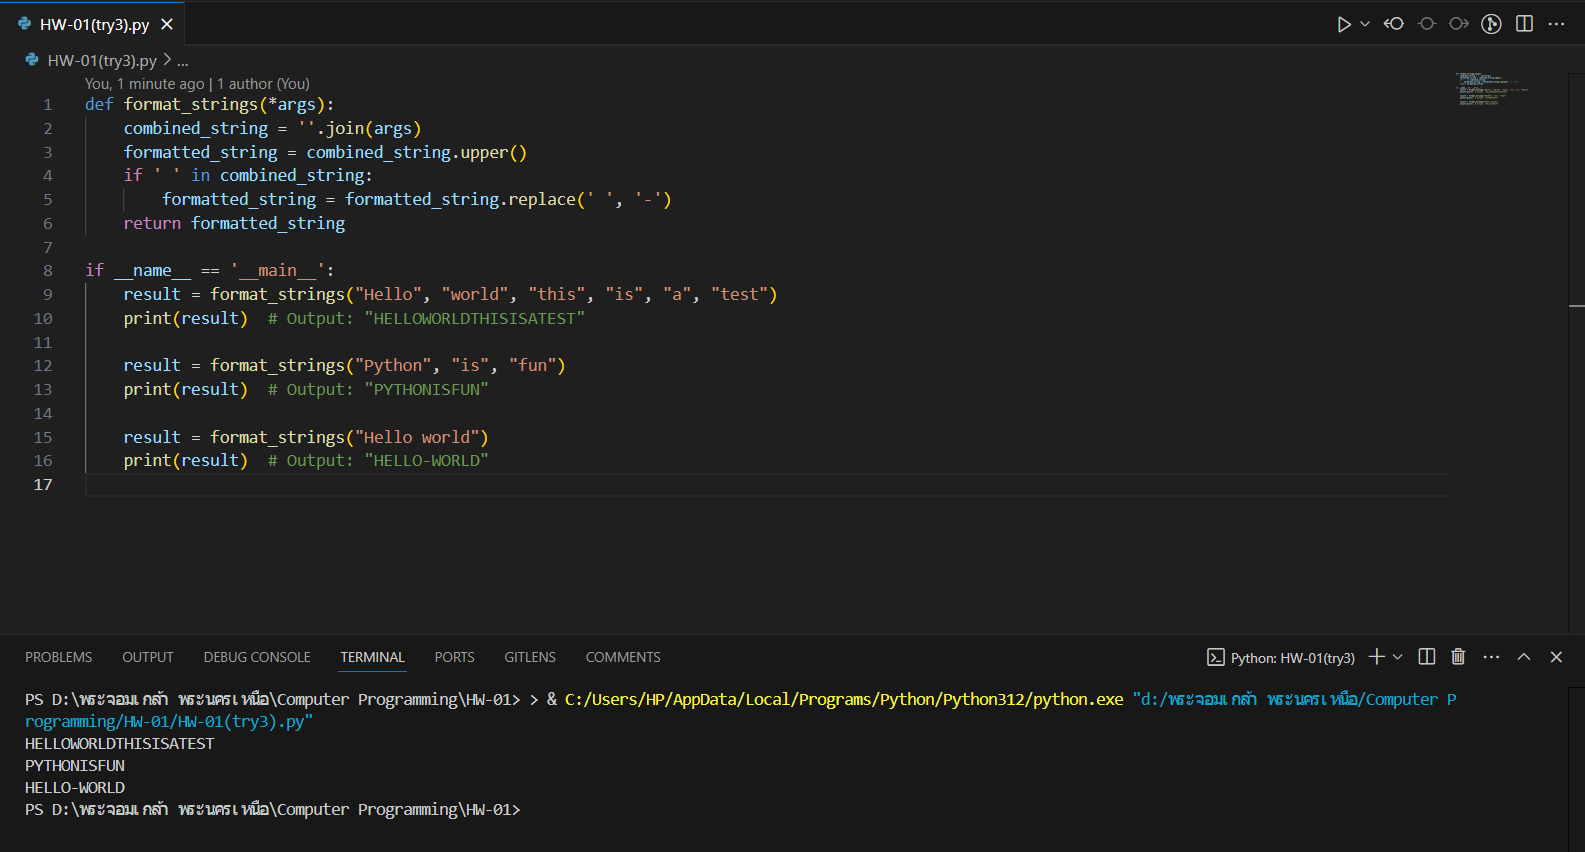 HW-01(try3).py
HW-01(try3).py > ...
You, 1 minute ago | 1 author (You)
1 def format_strings(*args):
2     combined_string = ''.join(args)
3     formatted_string = combined_string.upper()
4     if ' ' in combined_string:
5         formatted_string = formatted_string.replace(' ', '-')
6     return formatted_string
7
8 if __name__ == '__main__':
9     result = format_strings("Hello", "world", "this", "is", "a", "test")
10     print(result)  # Output: "HELLOWORLDTHISISATEST"
11
12     result = format_strings("Python", "is", "fun")
13     print(result)  # Output: "PYTHONISFUN"
14
15     result = format_strings("Hello world")
16     print(result)  # Output: "HELLO-WORLD"
17
PROBLEMS OUTPUT DEBUG CONSOLE TERMINAL PORTS GITLENS COMMENTS Python: HW-01(try3)
PS D:\พระจอมเกล้า พระนครเหนือ\Computer Programming\HW-01> > & C:/Users/HP/AppData/Local/Programs/Python/Python312/python.exe "d:/พระจอมเกล้า พระนครเหนือ/Computer P
rogramming/HW-01/HW-01(try3).py"
HELLOWORLDTHISISATEST
PYTHONISFUN
HELLO-WORLD
PS D:\พระจอมเกล้า พระนครเหนือ\Computer Programming\HW-01>